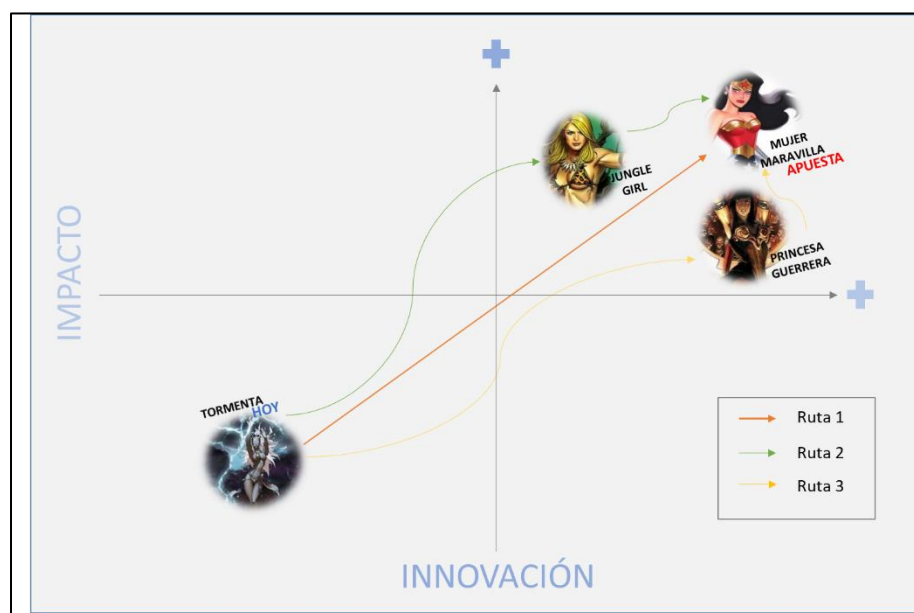 JUNGLE
GIRL
MUJER
MARAVILLA
APUESTA
IMPACTO
PRINCESA
GUERRERA
TORMENTA
HOY
Ruta 1
Ruta 2
Ruta 3
INNOVACIÓN